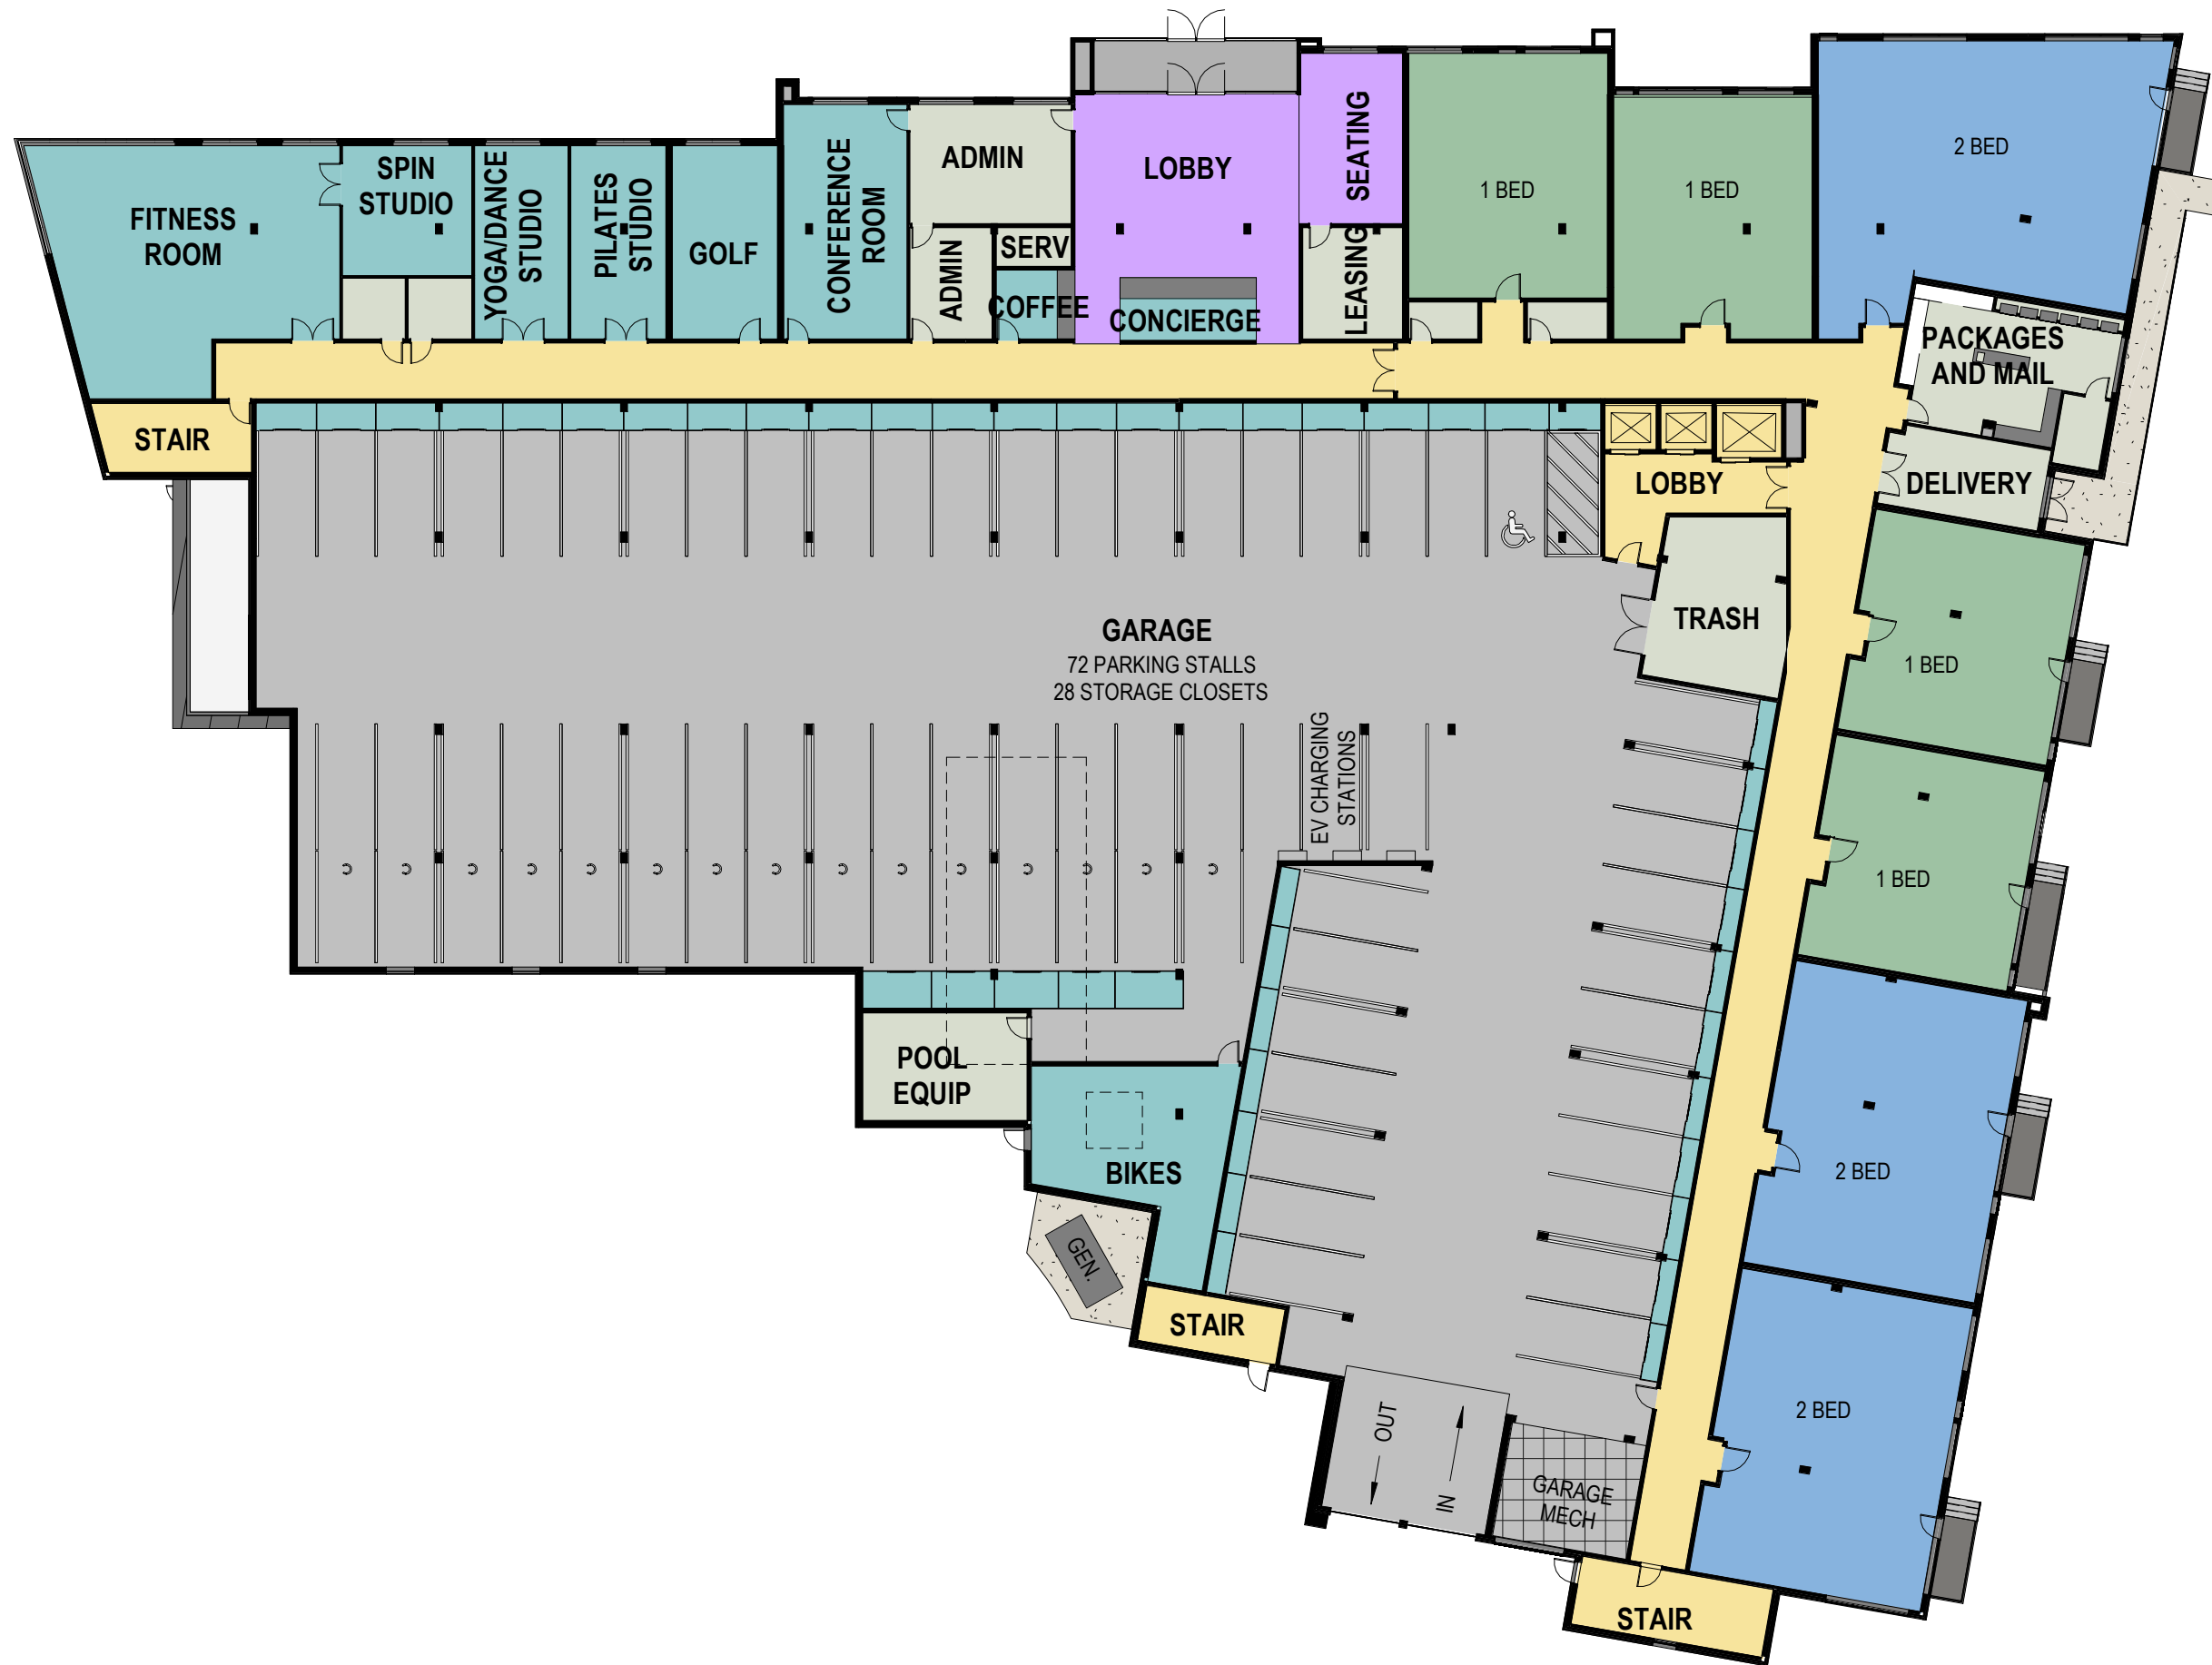 FITNESS
ROOM
SPIN
STUDIO
YOGA/DANCE
STUDIO
PILATES
STUDIO
GOLF
CONFERENCE
ROOM
ADMIN
ADMIN
SERV
COFFEE
LOBBY
CONCIERGE
SEATING
LEASING
1 BED
1 BED
2 BED
PACKAGES
AND MAIL
DELIVERY
STAIR
LOBBY
TRASH
GARAGE
72 PARKING STALLS
28 STORAGE CLOSETS
EV CHARGING
STATIONS
1 BED
1 BED
2 BED
2 BED
POOL
EQUIP
BIKES
GEN.
STAIR
OUT
IN
GARAGE
MECH
STAIR